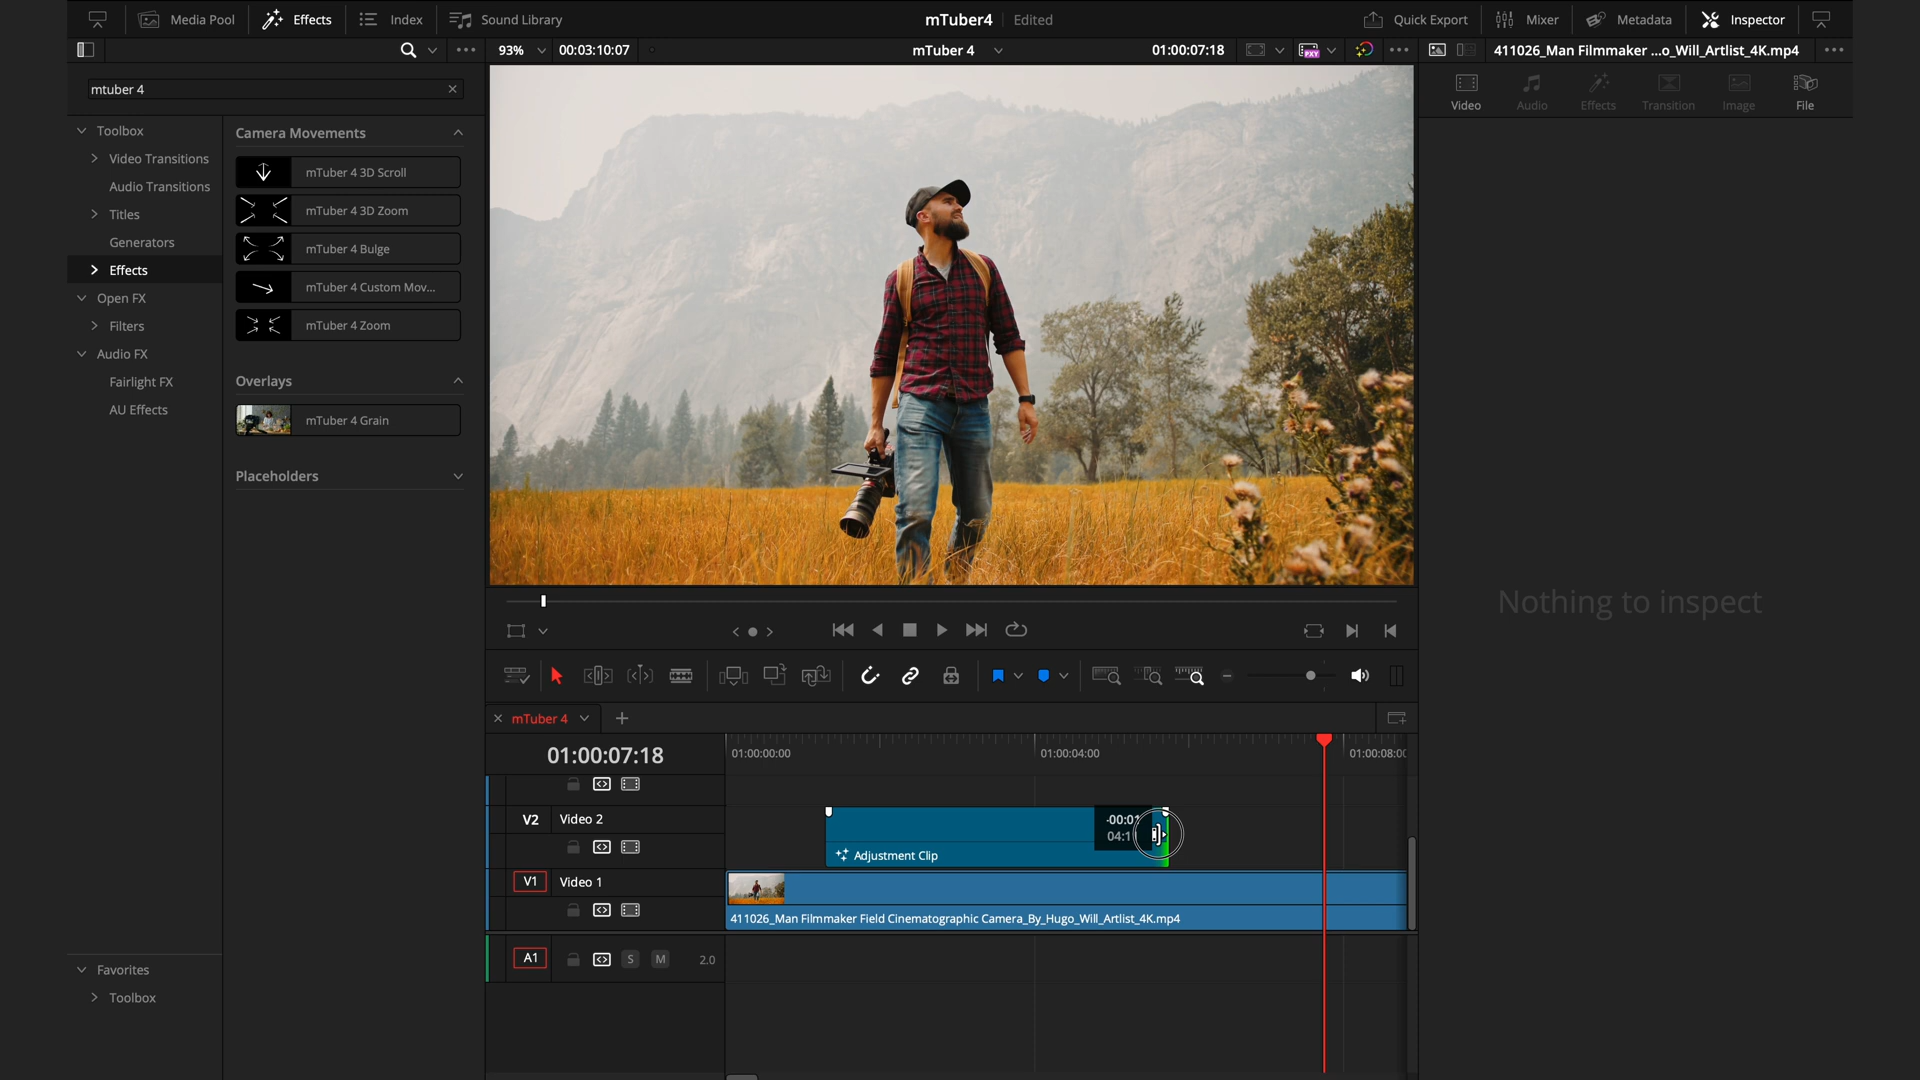 Media Pool
Effects
Index
Sound Library
mTuber4
Edited
Quick Export
Mixer
Metadata
Inspector
93%
00:03:10:07
mTuber 4
01:00:07:18
PXY
411026_Man Filmmaker ...o_Will_Artlist_4K.mp4
mtuber 4
Video
Audio
Effects
Transition
Image
File
Toolbox
Video Transitions
Audio Transitions
Titles
Generators
Effects
Open FX
Filters
Audio FX
Fairlight FX
AU Effects
Camera Movements
mTuber 4 3D Scroll
mTuber 4 3D Zoom
mTuber 4 Bulge
mTuber 4 Custom Mov...
mTuber 4 Zoom
Overlays
mTuber 4 Grain
Placeholders
Nothing to inspect
mTuber 4
01:00:07:18
01:00:00:00
01:00:04:00
01:00:08:00
V2
Video 2
Adjustment Clip
V1
Video 1
411026_Man Filmmaker Field Cinematographic Camera_By_Hugo_Will_Artlist_4K.mp4
A1
S
M
2.0
Favorites
Toolbox